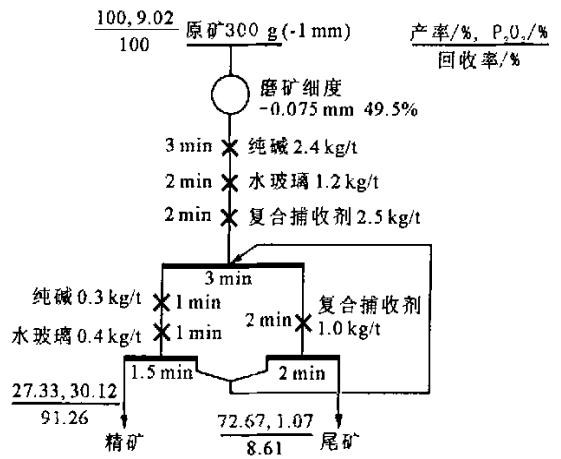 100, 9.02
100
原矿300 g(-1mm)
产率/%, P₂O₅/%
回收率/%
磨矿细度
-0.075 mm 49.5%
3 min 纯碱 2.4 kg/t
2 min 水玻璃 1.2 kg/t
2 min 复合捕收剂 2.5 kg/t
3 min
纯碱 0.3 kg/t 1 min
水玻璃 0.4 kg/t 1 min
2 min 复合捕收剂
1.0 kg/t
1.5 min
2 min
27.33, 30.12
91.26
精矿
72.67, 1.07
8.61
尾矿